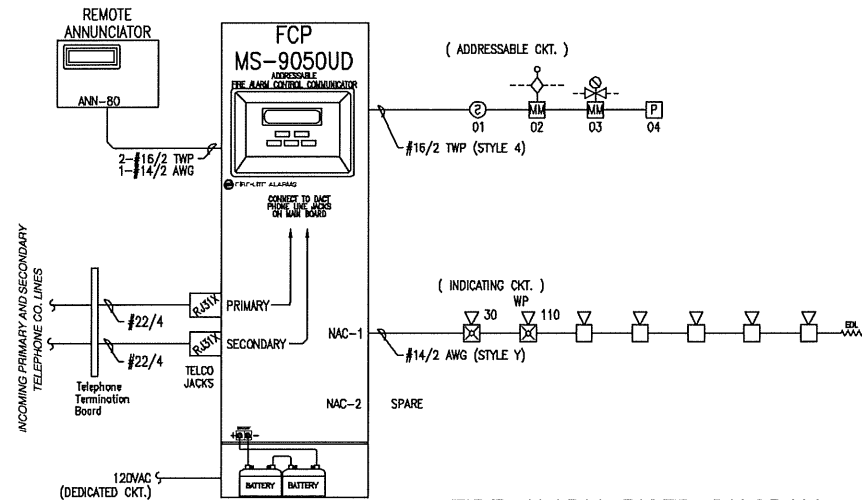 REMOTE
ANNUNCIATOR
ANN-80
2-#16/2 TWP
1-#14/2 AWG
FCP
MS-9050UD
ADDRESSABLE
FIRE ALARM CONTROL COMMUNICATOR
FIRE-LITE ALARMS
CONNECT TO DACT
PHONE LINE JACKS
ON MAIN BOARD
( ADDRESSABLE CKT. )
2
MM
MM
P
01
02
03
04
#16/2 TWP (STYLE 4)
INCOMING PRIMARY AND SECONDARY
TELEPHONE CO. LINES
#22/4
#22/4
Telephone
Termination
Board
RJ31X
RJ31X
TELCO
JACKS
PRIMARY
SECONDARY
( INDICATING CKT. )
WP
30
110
NAC-1
EOL
#14/2 AWG (STYLE Y)
NAC-2
SPARE
+
-
BATTERY
BATTERY
120VAC
(DEDICATED CKT.)